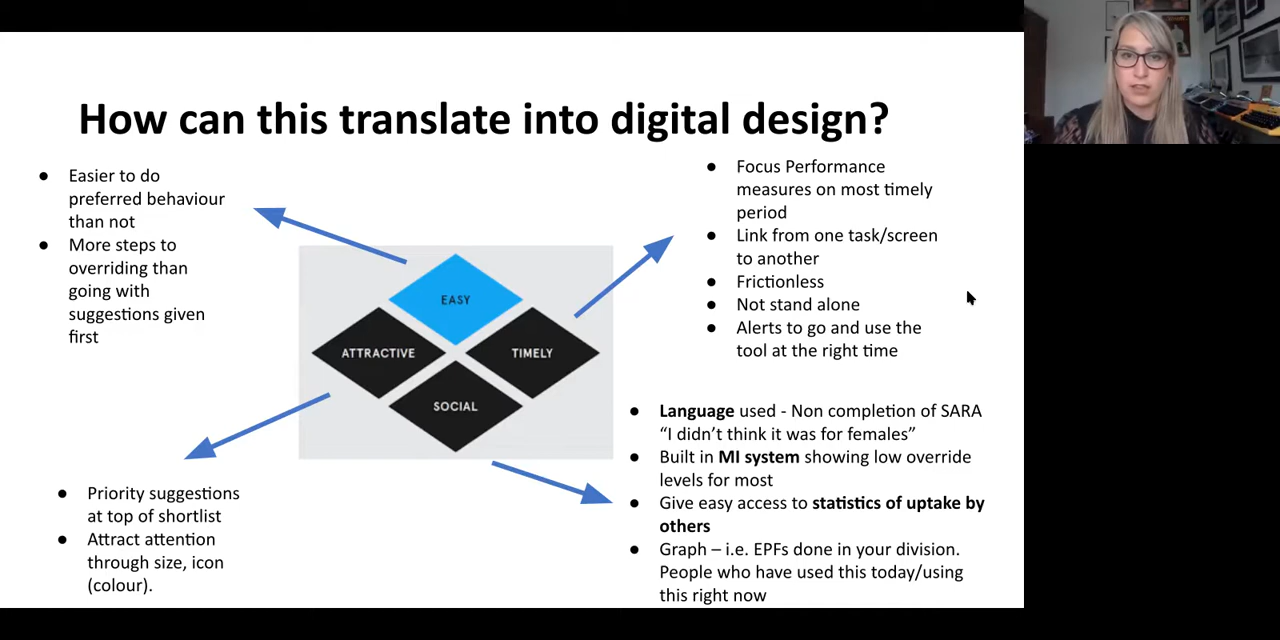 How can this translate into digital design?
● Easier to do
preferred behaviour
than not
● More steps to
overriding than
going with
suggestions given
first
● Focus Performance
measures on most timely
period
● Link from one task/screen
to another
● Frictionless
● Not stand alone
● Alerts to go and use the
tool at the right time
EASY
ATTRACTIVE
TIMELY
SOCIAL
● Priority suggestions
at top of shortlist
● Attract attention
through size, icon
(colour).
● Language used - Non completion of SARA
“I didn’t think it was for females”
● Built in MI system showing low override
levels for most
● Give easy access to statistics of uptake by
others
● Graph – i.e. EPFs done in your division.
People who have used this today/using
this right now